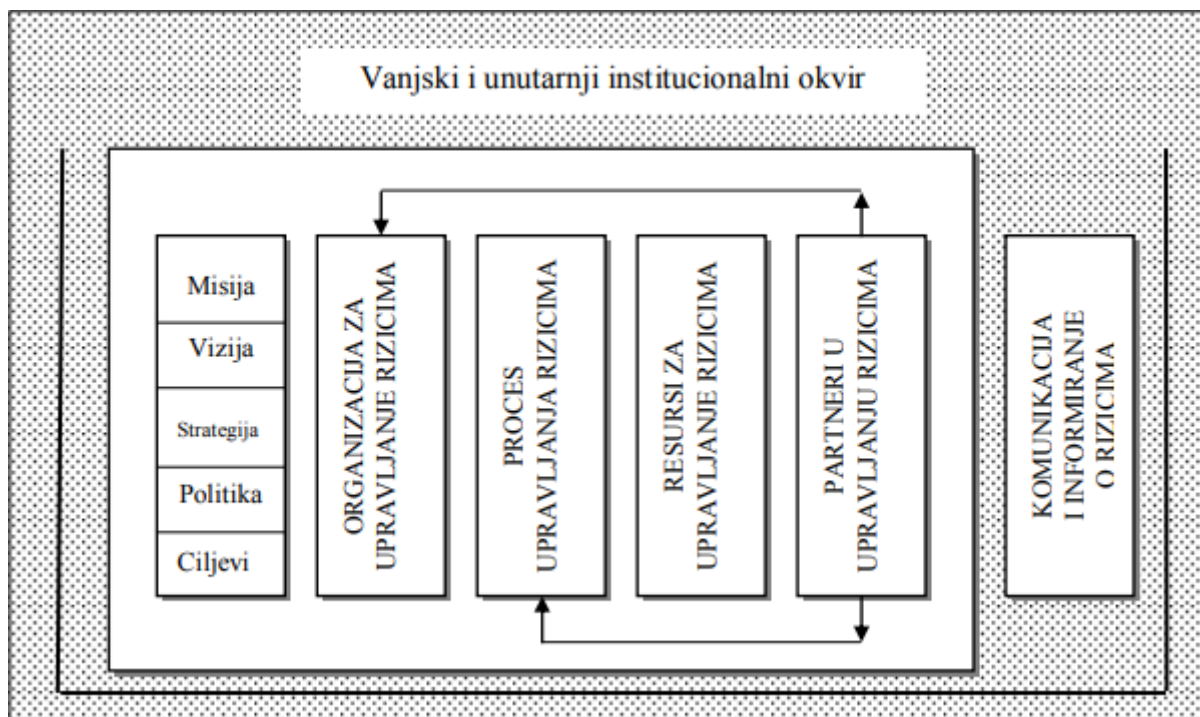 Vanjski i unutarnji institucionalni okvir
Misija
Vizija
Strategija
Politika
Ciljevi
ORGANIZACIJA ZA
UPRAVLJANJE RIZICIMA
PROCES
UPRAVLJANJA RIZICIMA
RESURSI ZA
UPRAVLJANJE RIZICIMA
PARTNERI U
UPRAVLJANJU RIZICIMA
KOMUNIKACIJA
I INFORMIRANJE
O RIZICIMA